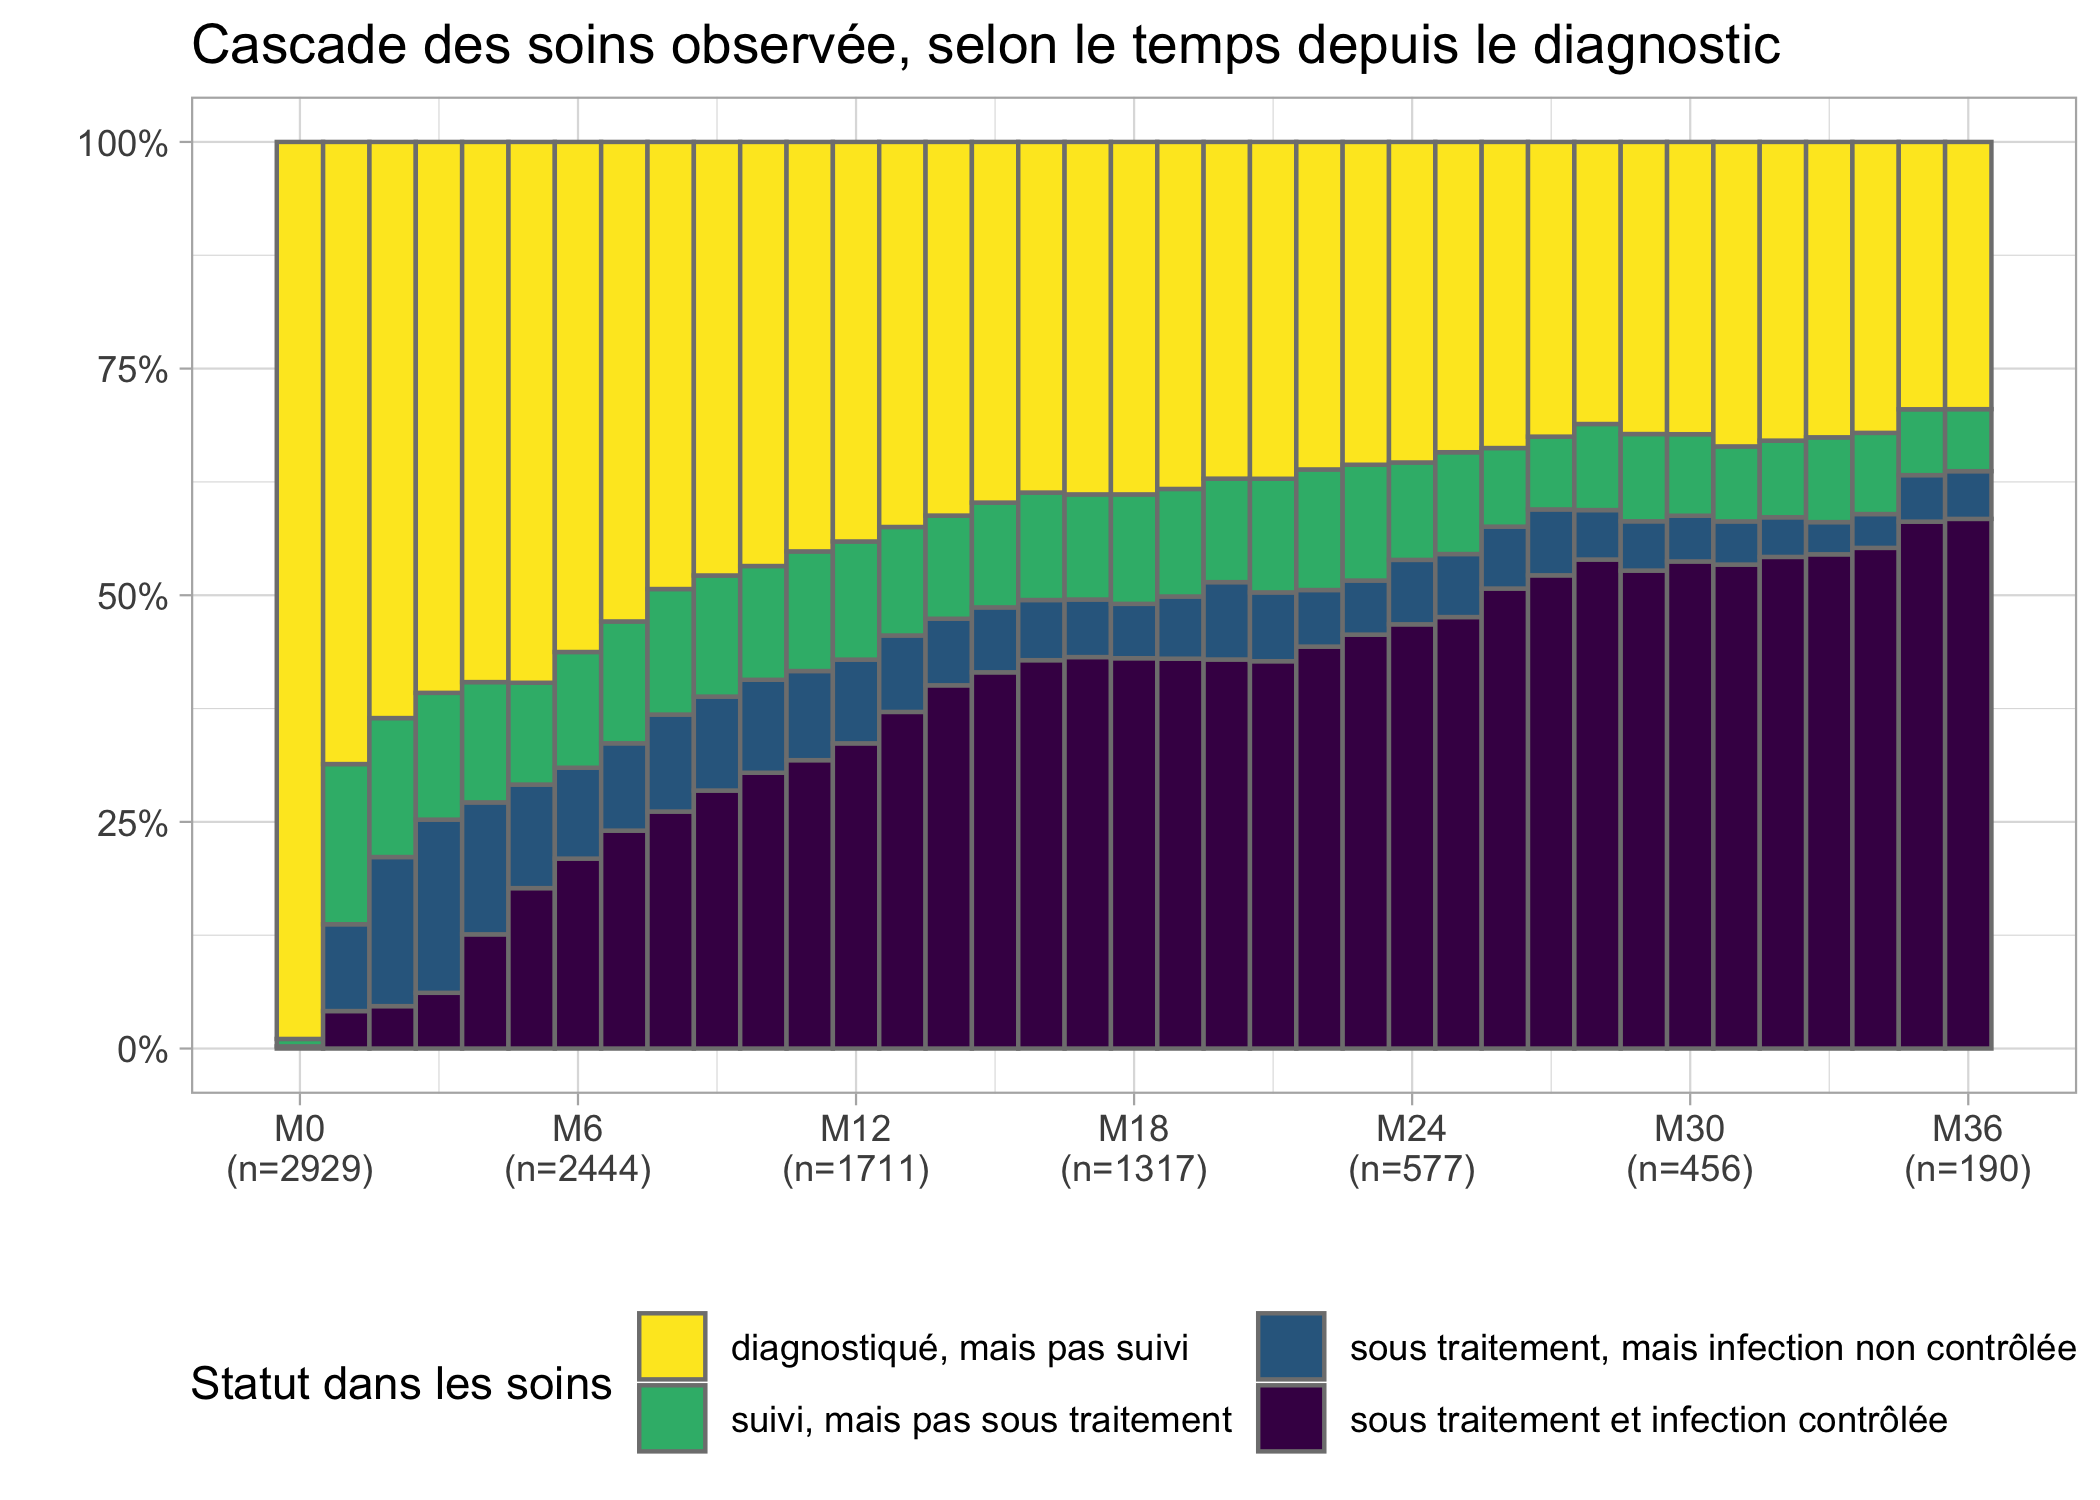 Cascade des soins observée, selon le temps depuis le diagnostic
100%
75%
50%
25%
0%
M0 M6 M12 M18 M24 M30 M36
(n=2929) (n=2444) (n=1711) (n=1317) (n=577) (n=456) (n=190)
Statut dans les soins
diagnostiqué, mais pas suivi
suivi, mais pas sous traitement
sous traitement, mais infection non contrôlée
sous traitement et infection contrôlée